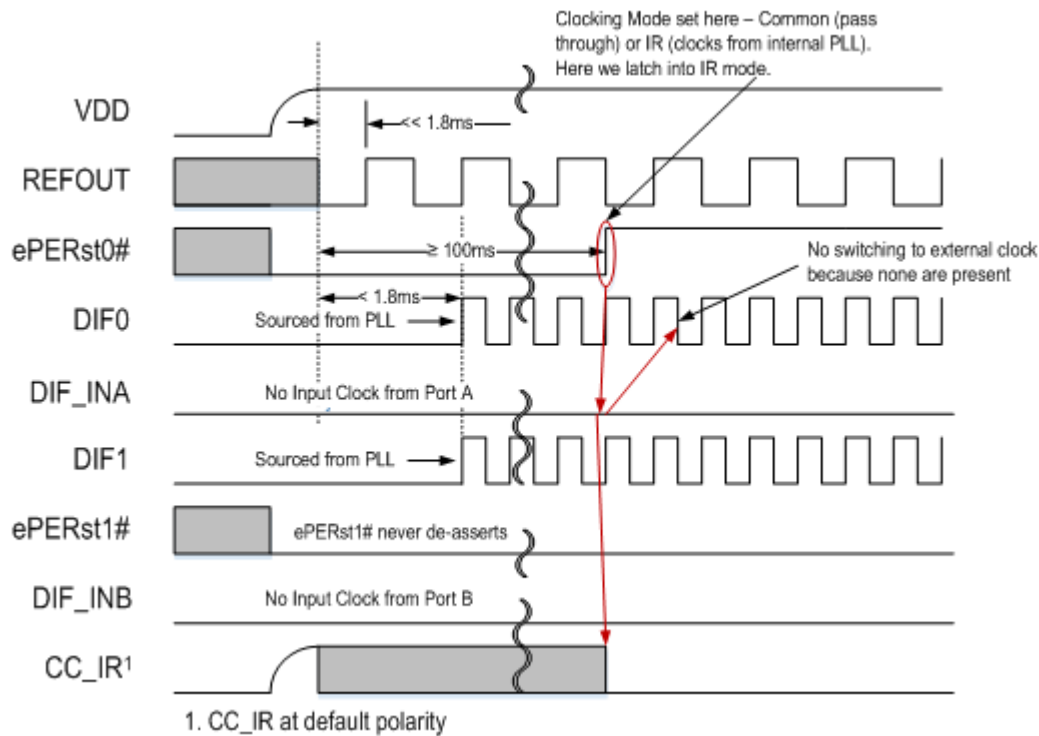 Clocking Mode set here – Common (pass
through) or IR (clocks from internal PLL).
Here we latch into IR mode.
VDD
<< 1.8ms
REFOUT
ePERst0#
≥ 100ms
No switching to external clock
because none are present
< 1.8ms
DIF0
Sourced from PLL
DIF_INA
No Input Clock from Port A
DIF1
Sourced from PLL
ePERst1#
ePERst1# never de-asserts
DIF_INB
No Input Clock from Port B
CC_IR¹
1. CC_IR at default polarity